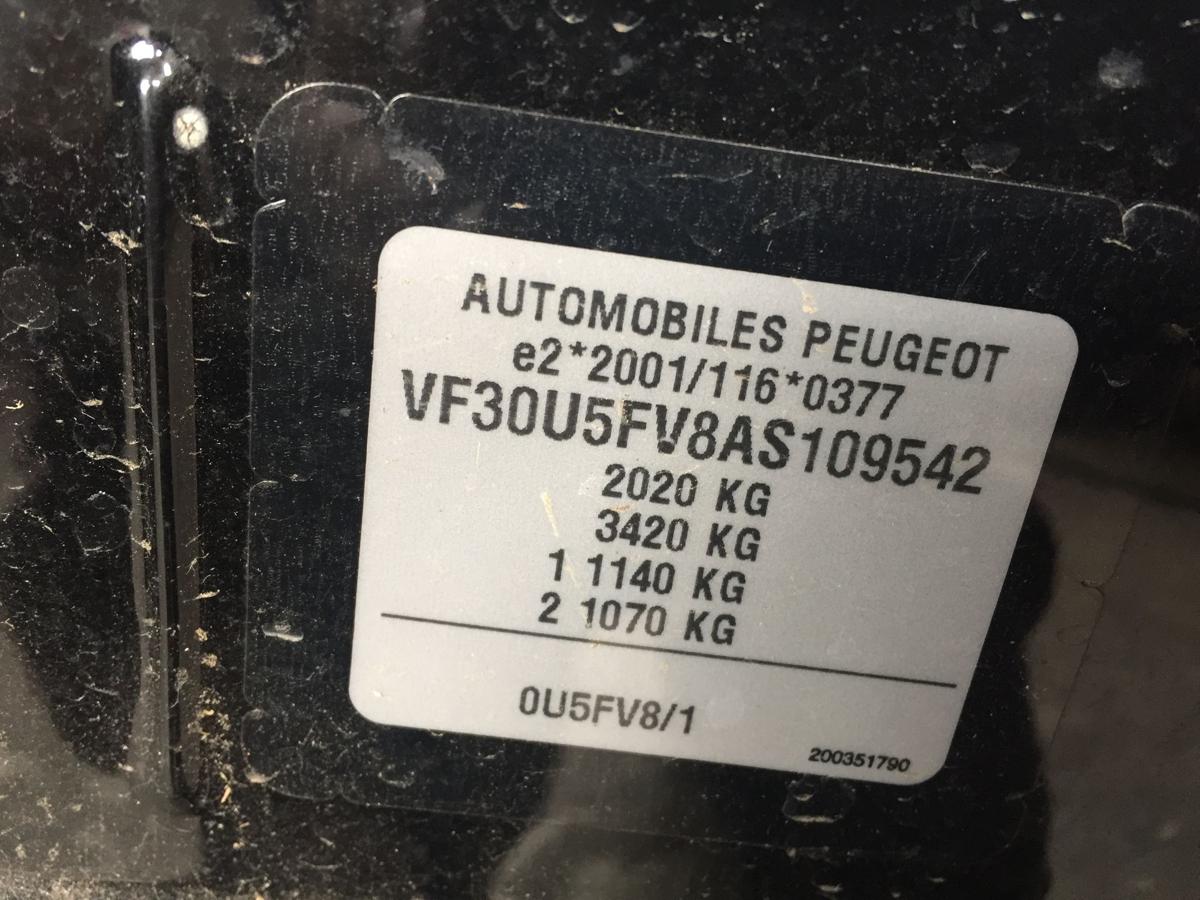 AUTOMOBILES PEUGEOT
e2*2001/116*0377
VF30U5FV8AS109542
2020 KG
3420 KG
1 1140 KG
2 1070 KG
0U5FV8/1
200351790